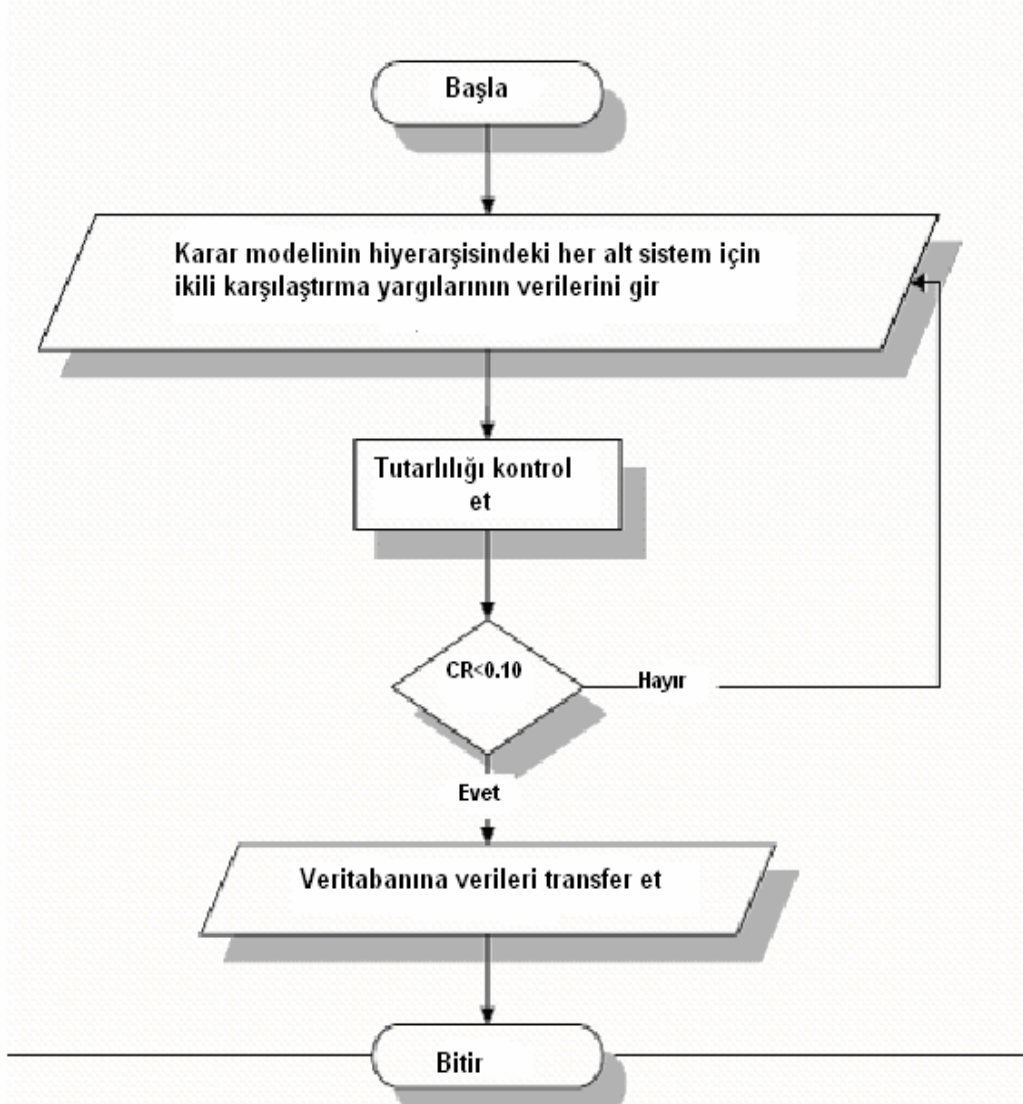 Başla
Karar modelinin hiyerarşisindeki her alt sistem için
ikili karşılaştırma yargılarının verilerini gir
Tutarlılığı kontrol
et
CR<0.10
Hayır
Evet
Veritabanına verileri transfer et
Bitir